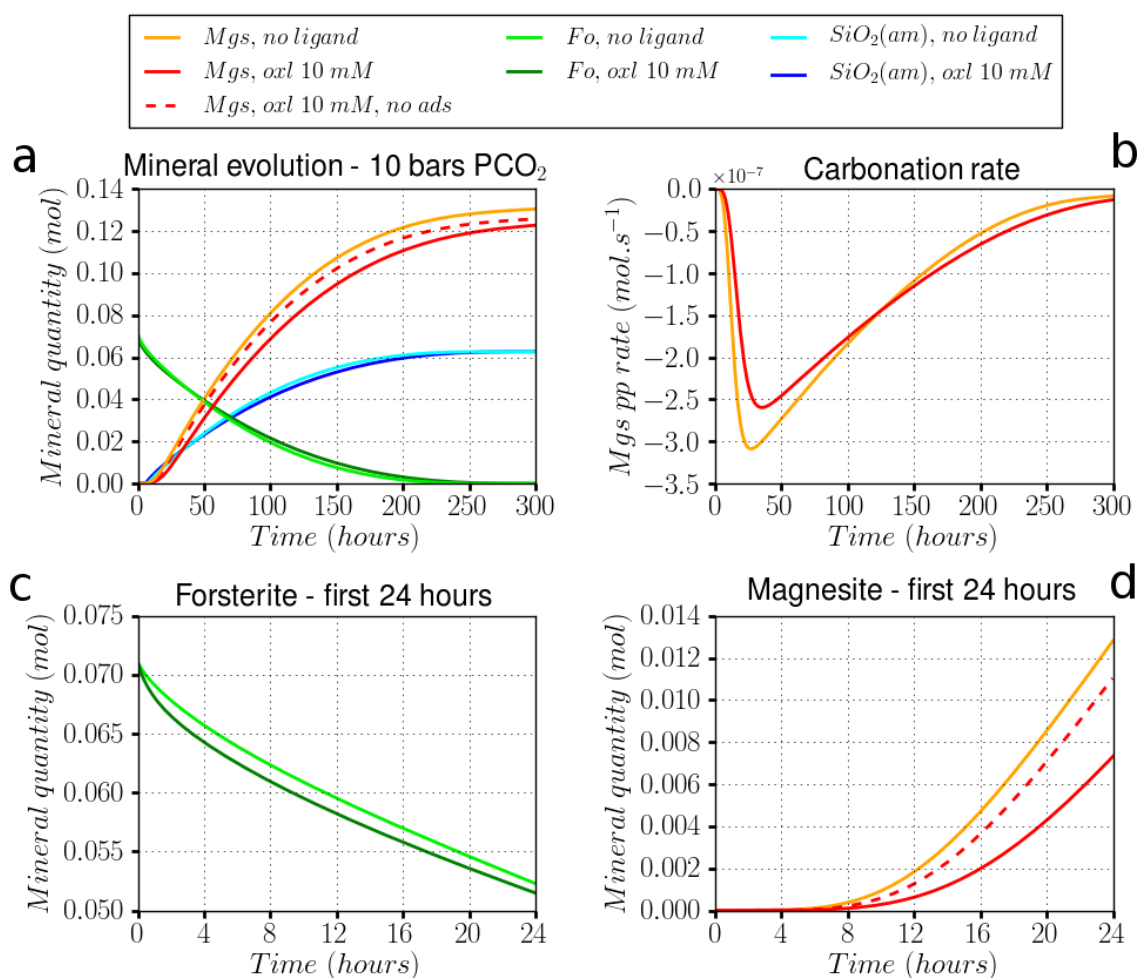 Mgs, no ligand
Mgs, oxl 10 mM
Mgs, oxl 10 mM, no ads
Fo, no ligand
Fo, oxl 10 mM
SiO₂(am), no ligand
SiO₂(am), oxl 10 mM
a
Mineral evolution - 10 bars PCO₂
Mineral quantity (mol)
0.14
0.12
0.10
0.08
0.06
0.04
0.02
0.00
0 50 100 150 200 250 300
Time (hours)
b
Carbonation rate
×10⁻⁷
Mgs pp rate (mol.s⁻¹)
0.0
−0.5
−1.0
−1.5
−2.0
−2.5
−3.0
−3.5
0 50 100 150 200 250 300
Time (hours)
c
Forsterite - first 24 hours
Mineral quantity (mol)
0.075
0.070
0.065
0.060
0.055
0.050
0 4 8 12 16 20 24
Time (hours)
d
Magnesite - first 24 hours
Mineral quantity (mol)
0.014
0.012
0.010
0.008
0.006
0.004
0.002
0.000
0 4 8 12 16 20 24
Time (hours)